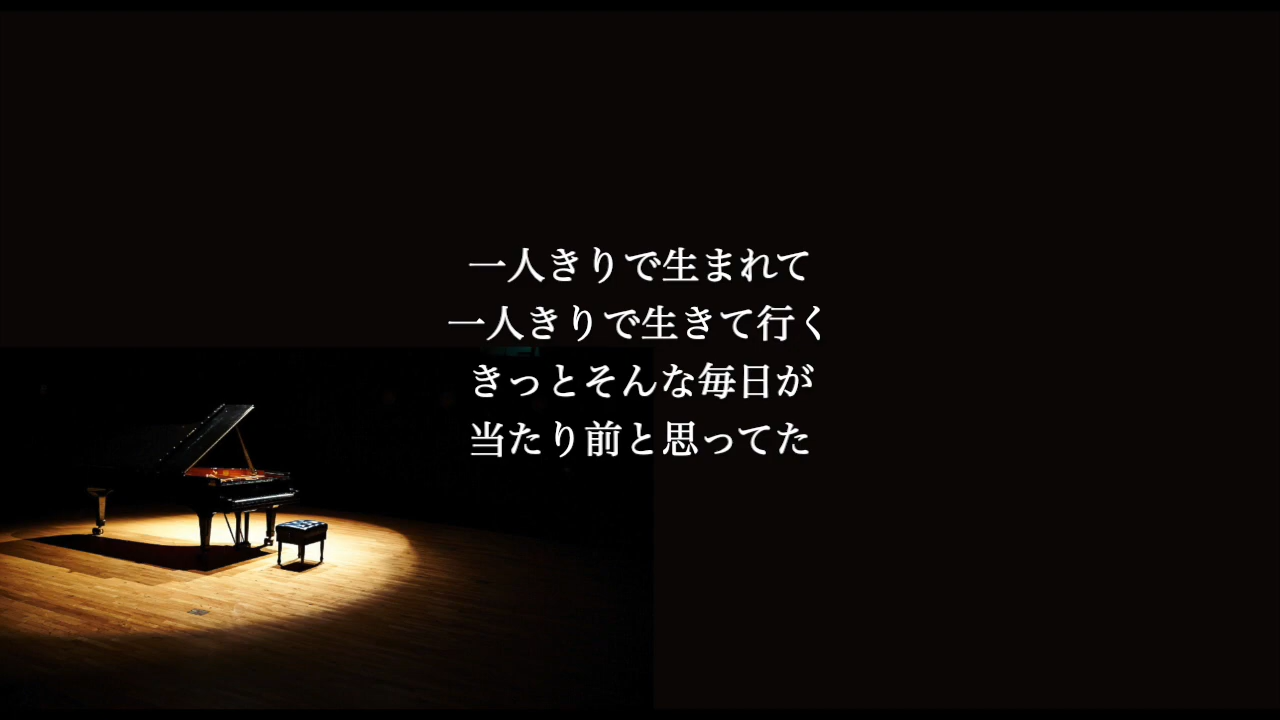 一人きりで生まれて
一人きりで生きて行く
きっとそんな毎日が
当たり前と思ってた